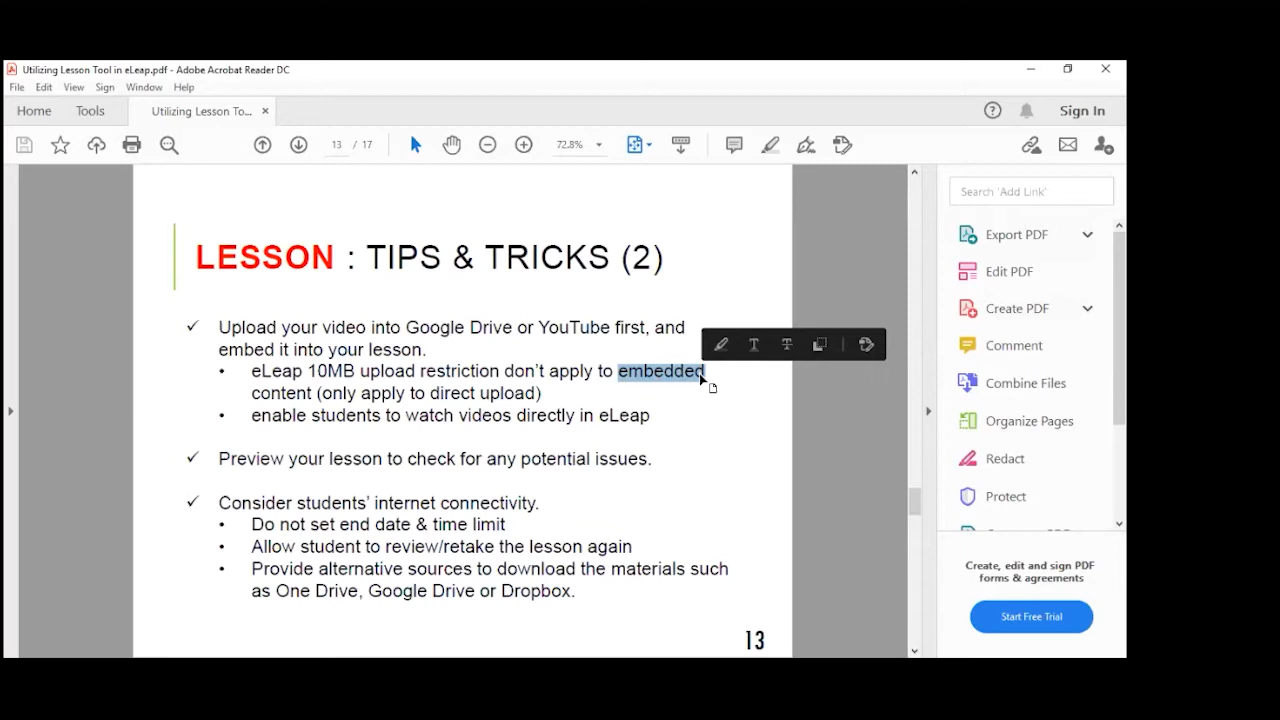 Utilizing Lesson Tool in eLeap.pdf - Adobe Acrobat Reader DC
File Edit View Sign Window Help
Home Tools Utilizing Lesson To... × Sign In
13 / 17 72.8%
LESSON : TIPS & TRICKS (2)
✓ Upload your video into Google Drive or YouTube first, and
embed it into your lesson.
• eLeap 10MB upload restriction don't apply to embedded
content (only apply to direct upload)
• enable students to watch videos directly in eLeap
✓ Preview your lesson to check for any potential issues.
✓ Consider students' internet connectivity.
• Do not set end date & time limit
• Allow student to review/retake the lesson again
• Provide alternative sources to download the materials such
as One Drive, Google Drive or Dropbox.
13
Search 'Add Link'
Export PDF
Edit PDF
Create PDF
Comment
Combine Files
Organize Pages
Redact
Protect
Create, edit and sign PDF
forms & agreements
Start Free Trial